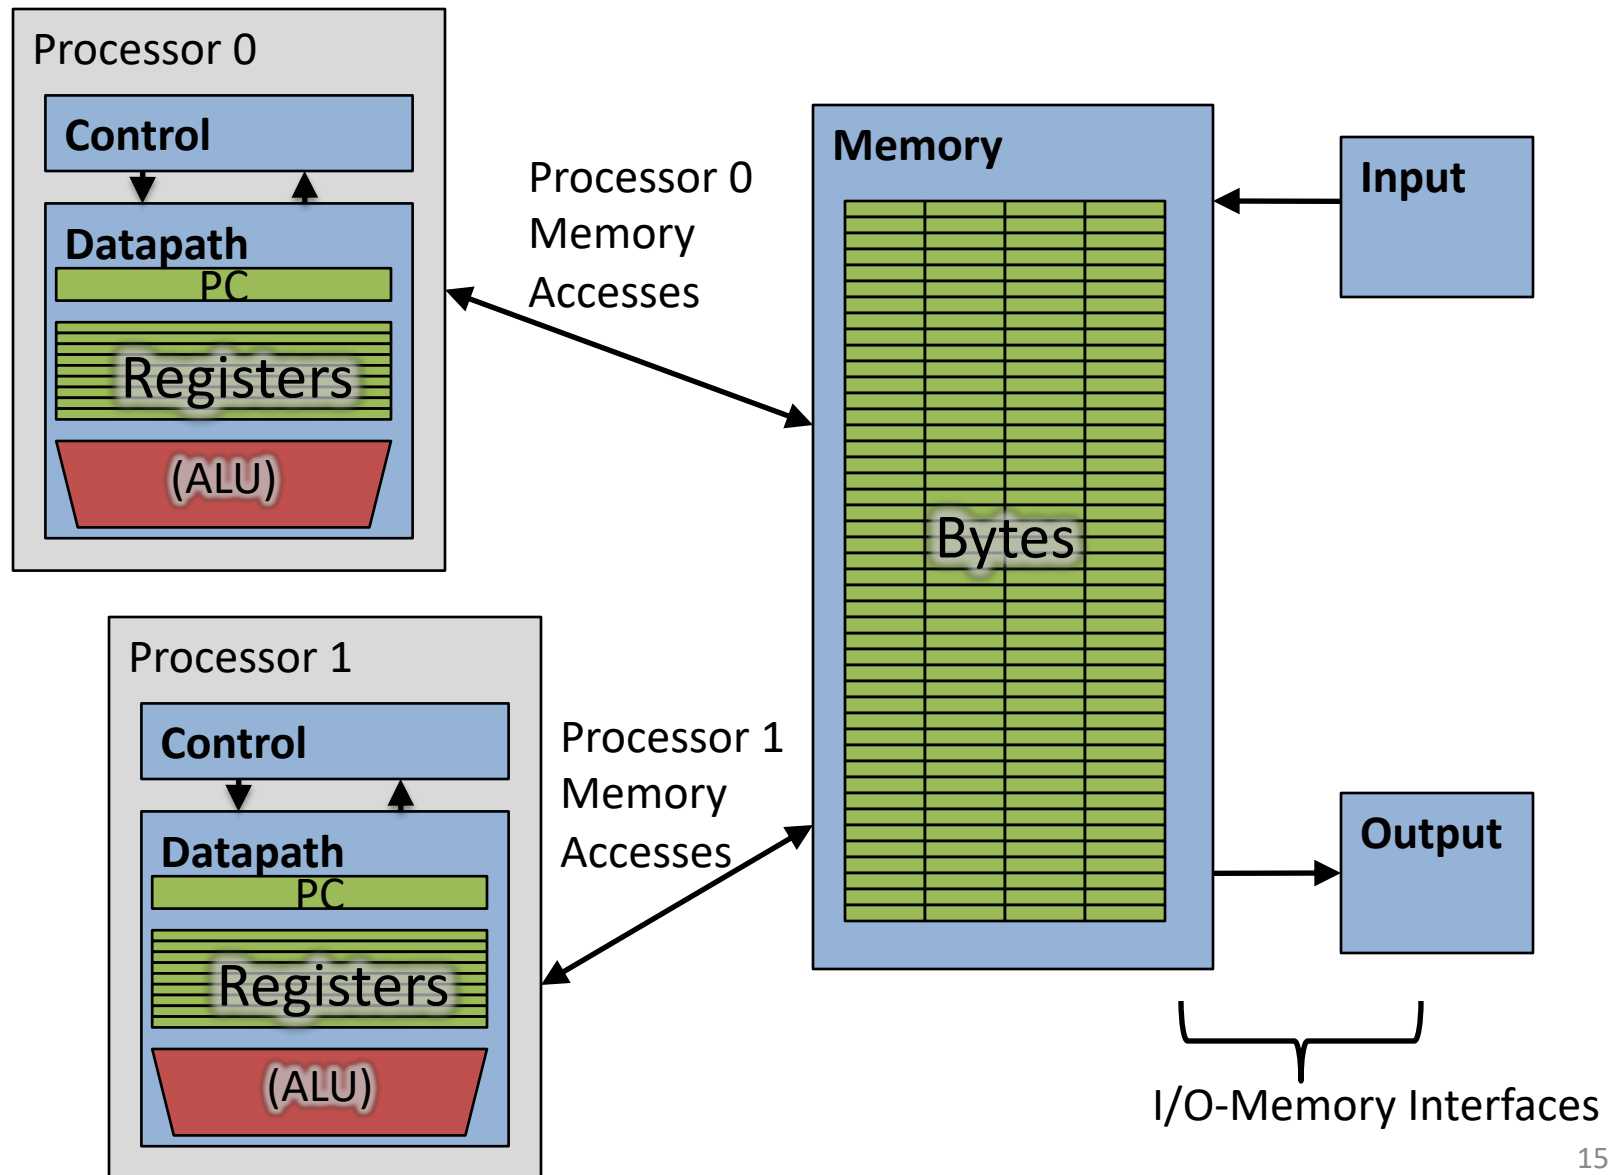 Processor 0
Control
Datapath
PC
Registers
(ALU)
Processor 0
Memory
Accesses
Memory
Bytes
Input
Processor 1
Control
Datapath
PC
Registers
(ALU)
Processor 1
Memory
Accesses
Output
I/O-Memory Interfaces
15